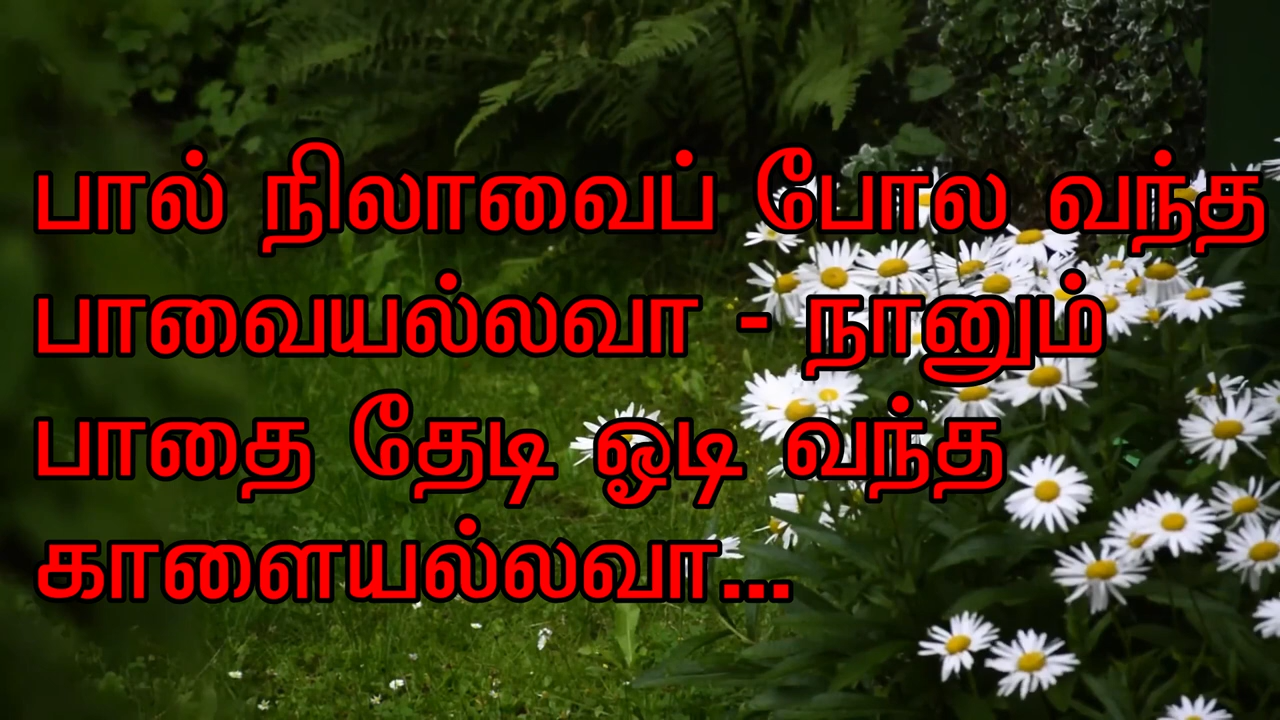 பால் நிலாவைப் போல வந்த
பாவையல்லவா - நானும்
பாதை தேடி ஓடி வந்த
காளையல்லவா...